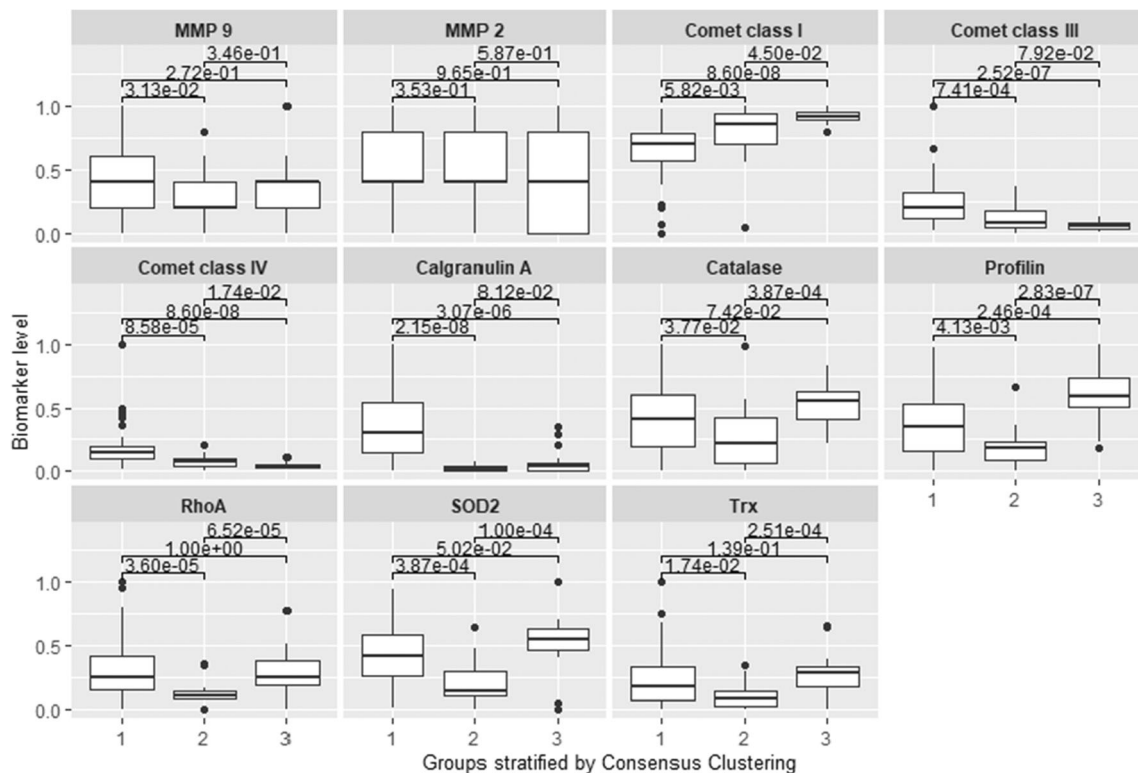 MMP 9
MMP 2
Comet class I
Comet class III
3.46e-01
2.72e-01
3.13e-02
5.87e-01
9.65e-01
3.53e-01
4.50e-02
8.60e-08
5.82e-03
7.92e-02
2.52e-07
7.41e-04
1.0
0.5
0.0
Comet class IV
Calgranulin A
Catalase
Profilin
1.74e-02
8.60e-08
8.58e-05
8.12e-02
3.07e-06
2.15e-08
3.87e-04
7.42e-02
3.77e-02
2.83e-07
2.46e-04
4.13e-03
1.0
0.5
0.0
Biomarker level
1 2 3
RhoA
SOD2
Trx
6.52e-05
1.00e+00
3.60e-05
1.00e-04
5.02e-02
3.87e-04
2.51e-04
1.39e-01
1.74e-02
1.0
0.5
0.0
1 2 3
1 2 3
1 2 3
Groups stratified by Consensus Clustering